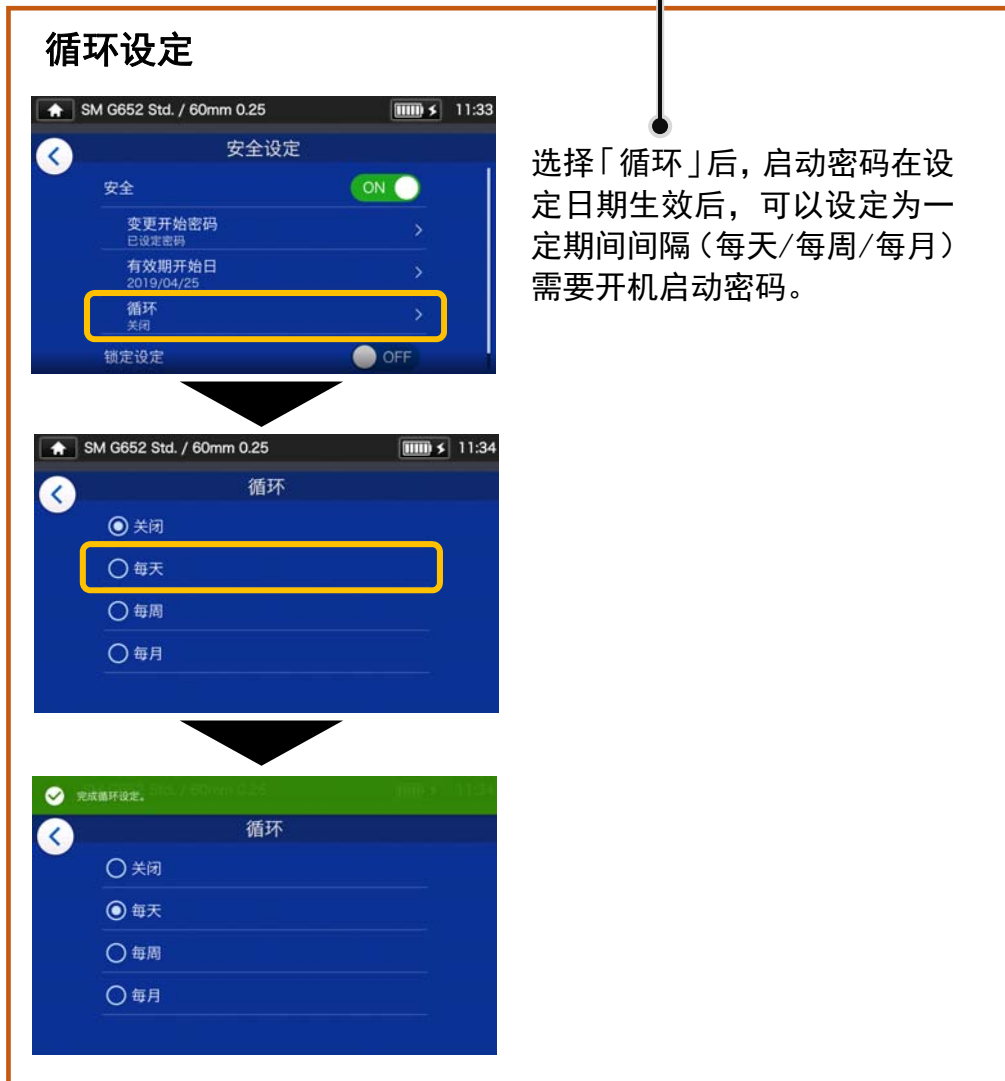 循环设定
SM G652 Std. / 60mm 0.25 11:33
安全设定
安全 ON
变更开始密码
已设定密码
有效期开始日
2019/04/25
循环
关闭
锁定设定 OFF
选择「循环」后，启动密码在设
定日期生效后，可以设定为一
定期间间隔（每天/每周/每月）
需要开机启动密码。
SM G652 Std. / 60mm 0.25 11:34
循环
关闭
每天
每周
每月
完成循环设定。
循环
关闭
每天
每周
每月